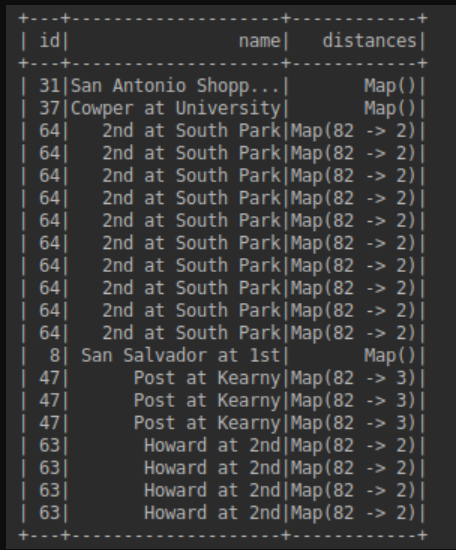 +---+--------------------+------------+
| id|                name|   distances|
+---+--------------------+------------+
| 31|San Antonio Shopp...|       Map()|
| 37|Cowper at University|       Map()|
| 64|   2nd at South Park|Map(82 -> 2)|
| 64|   2nd at South Park|Map(82 -> 2)|
| 64|   2nd at South Park|Map(82 -> 2)|
| 64|   2nd at South Park|Map(82 -> 2)|
| 64|   2nd at South Park|Map(82 -> 2)|
| 64|   2nd at South Park|Map(82 -> 2)|
| 64|   2nd at South Park|Map(82 -> 2)|
| 64|   2nd at South Park|Map(82 -> 2)|
| 64|   2nd at South Park|Map(82 -> 2)|
| 64|   2nd at South Park|Map(82 -> 2)|
|  8| San Salvador at 1st|       Map()|
| 47|      Post at Kearny|Map(82 -> 3)|
| 47|      Post at Kearny|Map(82 -> 3)|
| 47|      Post at Kearny|Map(82 -> 3)|
| 63|       Howard at 2nd|Map(82 -> 2)|
| 63|       Howard at 2nd|Map(82 -> 2)|
| 63|       Howard at 2nd|Map(82 -> 2)|
| 63|       Howard at 2nd|Map(82 -> 2)|
+---+--------------------+------------+